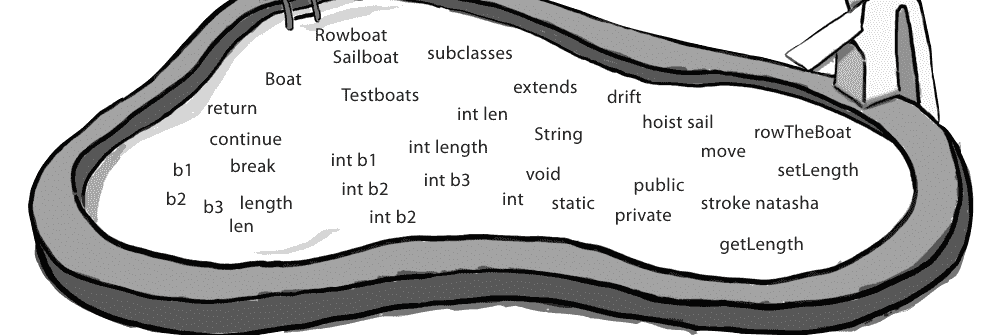 Rowboat
Sailboat
subclasses
Boat
Testboats
extends
drift
return
int len
hoist sail
continue
String
rowTheBoat
int length
move
b1
break
int b1
void
setLength
int b2
int b3
public
b2
b3
length
int
static
private
stroke natasha
len
int b2
getLength